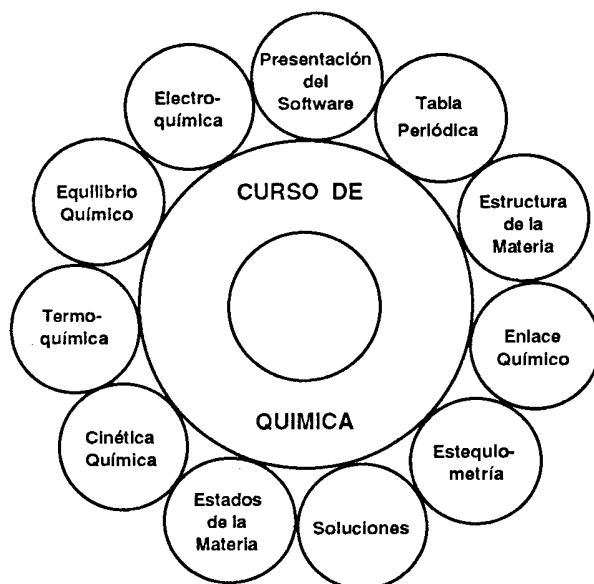 Presentación
del
Software
Tabla
Periódica
Estructura
de la
Materia
Enlace
Químico
Estequio-
metría
Soluciones
Estados
de la
Materia
Cinética
Química
Termo-
química
Equilibrio
Químico
Electro-
química
CURSO DE
QUIMICA